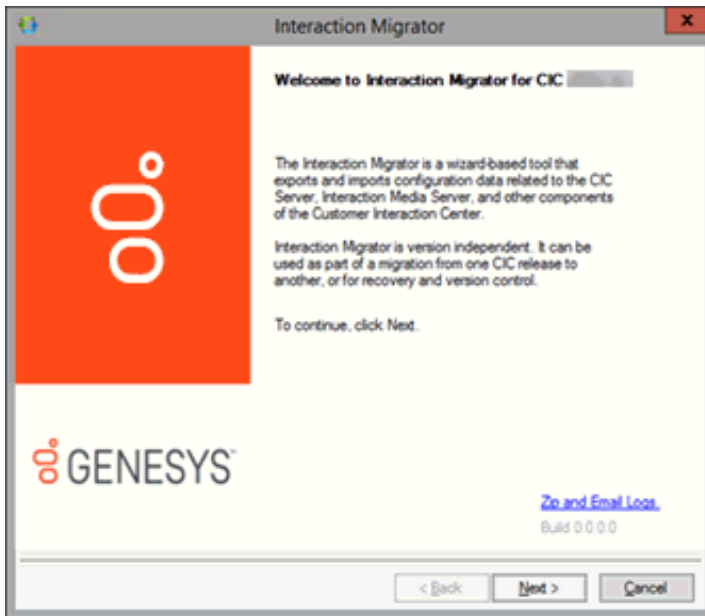 Interaction Migrator
x
Welcome to Interaction Migrator for CIC
The Interaction Migrator is a wizard-based tool that
exports and imports configuration data related to the CIC
Server, Interaction Media Server, and other components
of the Customer Interaction Center.
Interaction Migrator is version independent. It can be
used as part of a migration from one CIC release to
another, or for recovery and version control.
To continue, click Next.
GENESYS™
Zip and Email Logs.
Build 0.0.0.0
< Back Next > Cancel